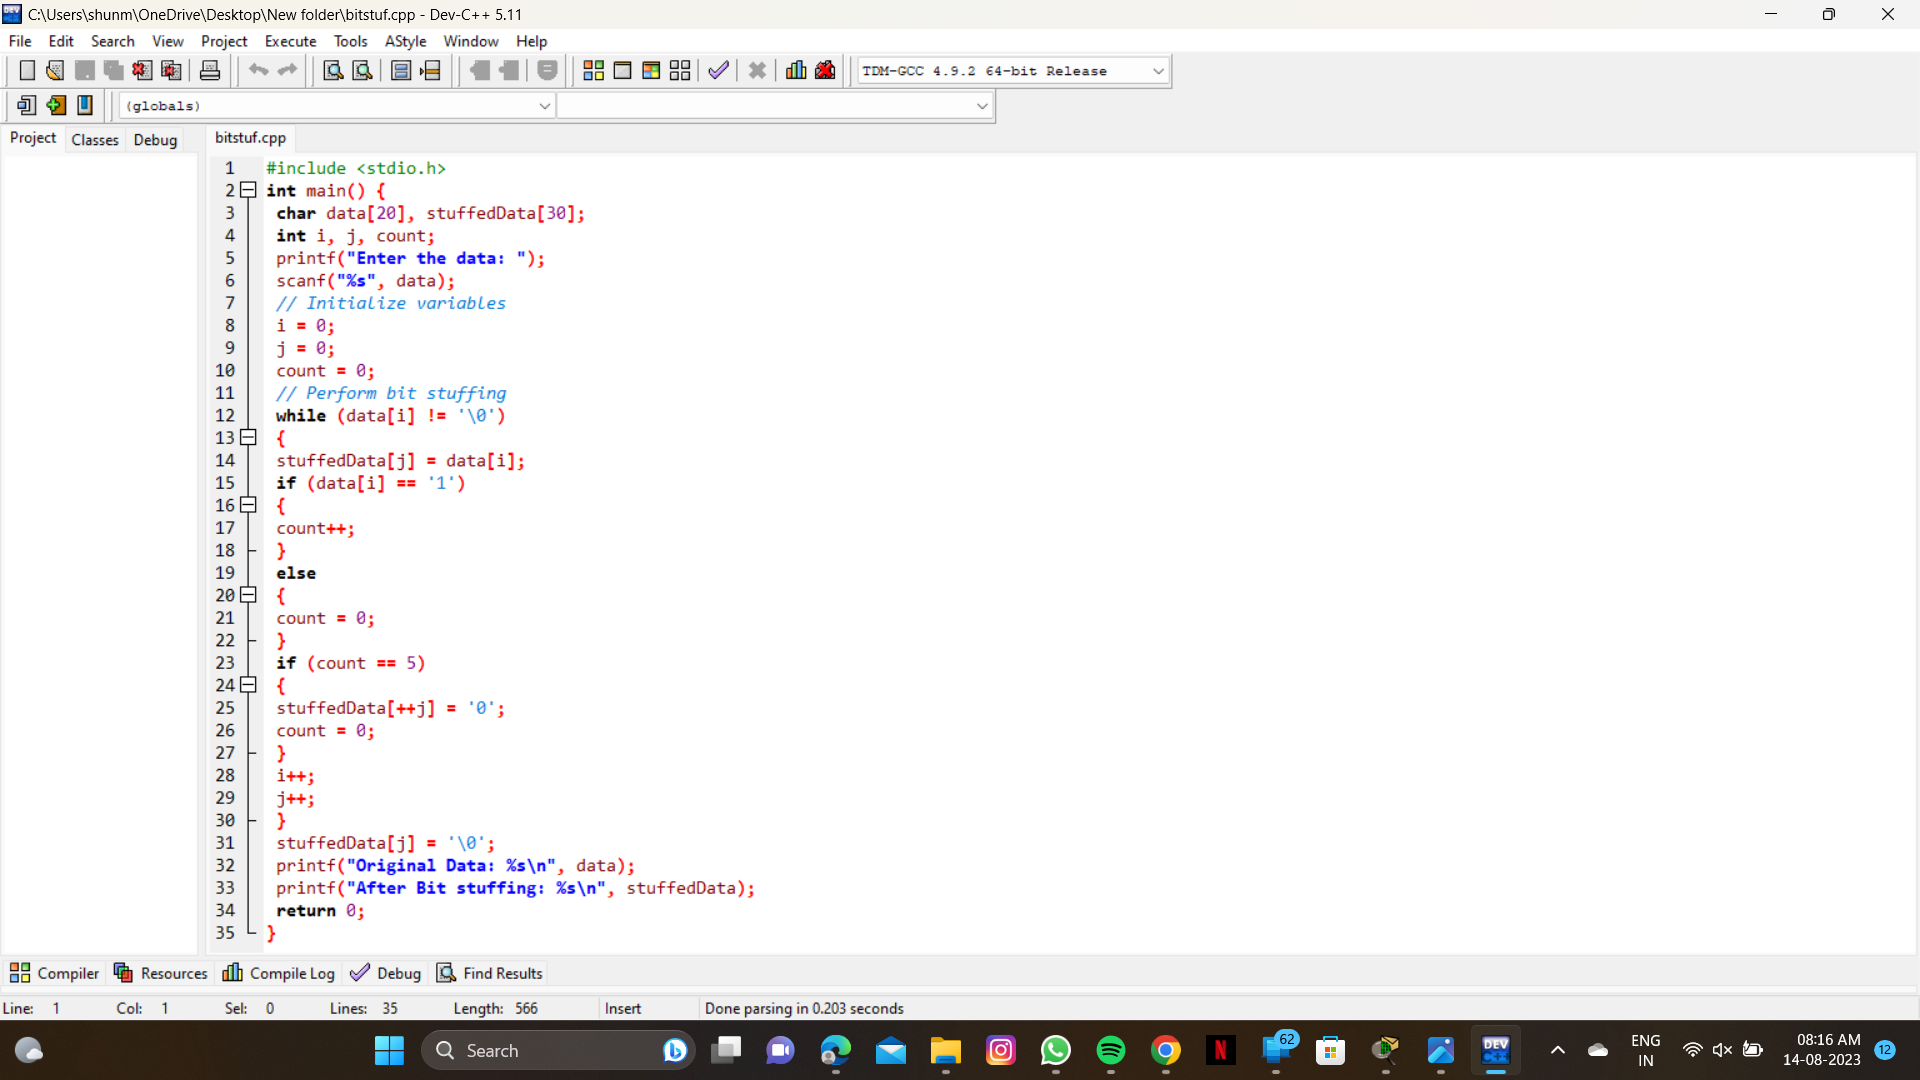 C:\Users\shunm\OneDrive\Desktop\New folder\bitstuf.cpp - Dev-C++ 5.11
File Edit Search View Project Execute Tools AStyle Window Help
TDM-GCC 4.9.2 64-bit Release
(globals)
Project Classes Debug bitstuf.cpp
1 #include <stdio.h>
2 int main() {
3 char data[20], stuffedData[30];
4 int i, j, count;
5 printf("Enter the data: ");
6 scanf("%s", data);
7 // Initialize variables
8 i = 0;
9 j = 0;
10 count = 0;
11 // Perform bit stuffing
12 while (data[i] != '\0')
13 {
14 stuffedData[j] = data[i];
15 if (data[i] == '1')
16 {
17 count++;
18 }
19 else
20 {
21 count = 0;
22 }
23 if (count == 5)
24 {
25 stuffedData[++j] = '0';
26 count = 0;
27 }
28 i++;
29 j++;
30 }
31 stuffedData[j] = '\0';
32 printf("Original Data: %s\n", data);
33 printf("After Bit stuffing: %s\n", stuffedData);
34 return 0;
35 }
Compiler Resources Compile Log Debug Find Results
Line: 1 Col: 1 Sel: 0 Lines: 35 Length: 566 Insert Done parsing in 0.203 seconds
Search 62 DEV C++ ENG IN 08:16 AM 14-08-2023 12